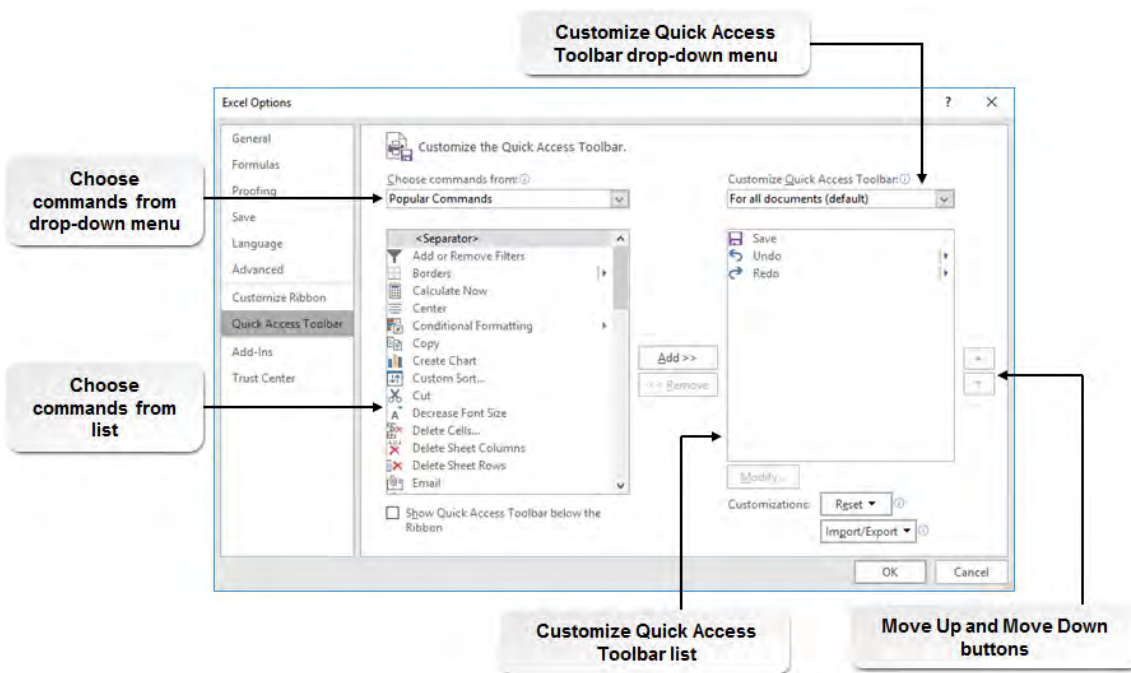 Customize Quick Access
Toolbar drop-down menu
Excel Options
?
General
Formulas
Proofing
Save
Language
Advanced
Customize Ribbon
Quick Access Toolbar
Add-Ins
Trust Center
Choose
commands from
drop-down menu
Choose
commands from
list
Customize the Quick Access Toolbar.
Choose commands from:
Popular Commands
<Separator>
Add or Remove Filters
Borders
Calculate Now
Center
Conditional Formatting
Copy
Create Chart
Custom Sort...
Cut
Decrease Font Size
Delete Cells...
Delete Sheet Columns
Delete Sheet Rows
Email
Show Quick Access Toolbar below the
Ribbon
Add >>
<< Remove
Customize Quick Access Toolbar:
For all documents (default)
Save
Undo
Redo
Modify...
Customizations:
Reset
Import/Export
OK
Cancel
Customize Quick Access
Toolbar list
Move Up and Move Down
buttons